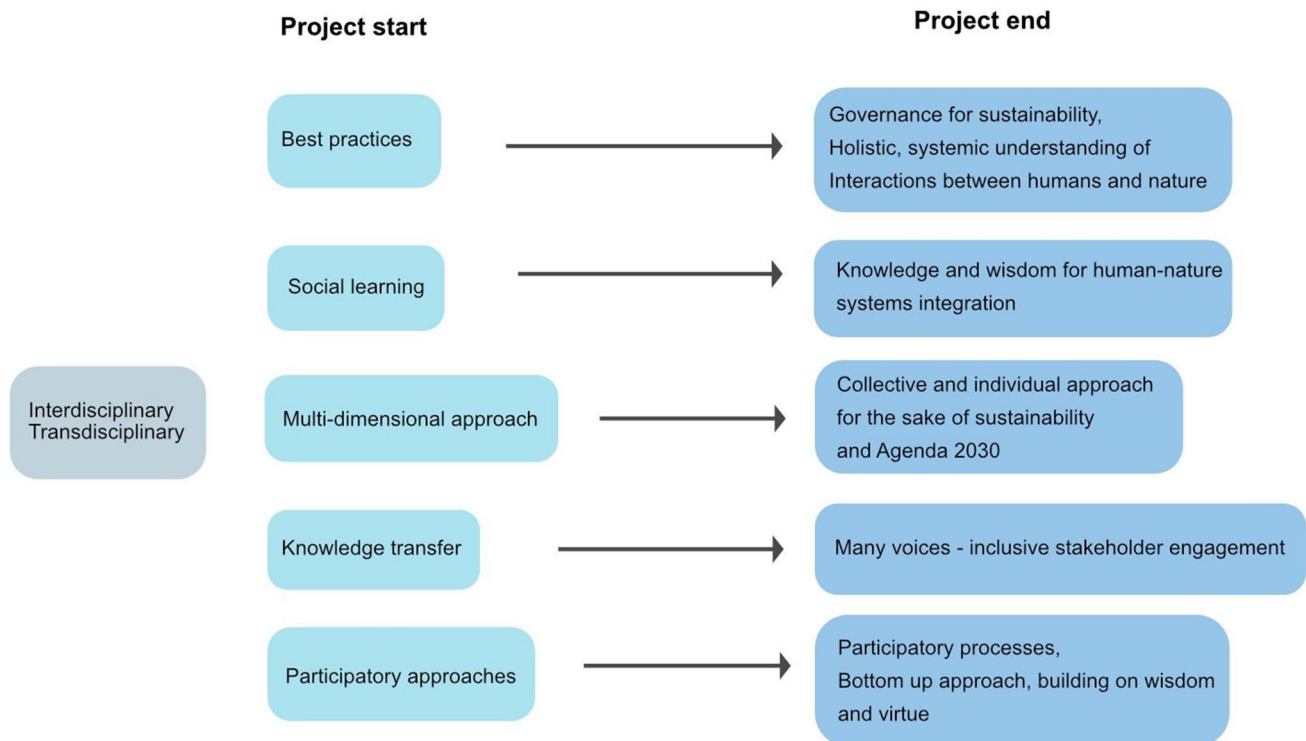 Project start
Project end
Best practices
Governance for sustainability,
Holistic, systemic understanding of
Interactions between humans and nature
Social learning
Knowledge and wisdom for human-nature
systems integration
Interdisciplinary
Transdisciplinary
Multi-dimensional approach
Collective and individual approach
for the sake of sustainability
and Agenda 2030
Knowledge transfer
Many voices - inclusive stakeholder engagement
Participatory approaches
Participatory processes,
Bottom up approach, building on wisdom
and virtue